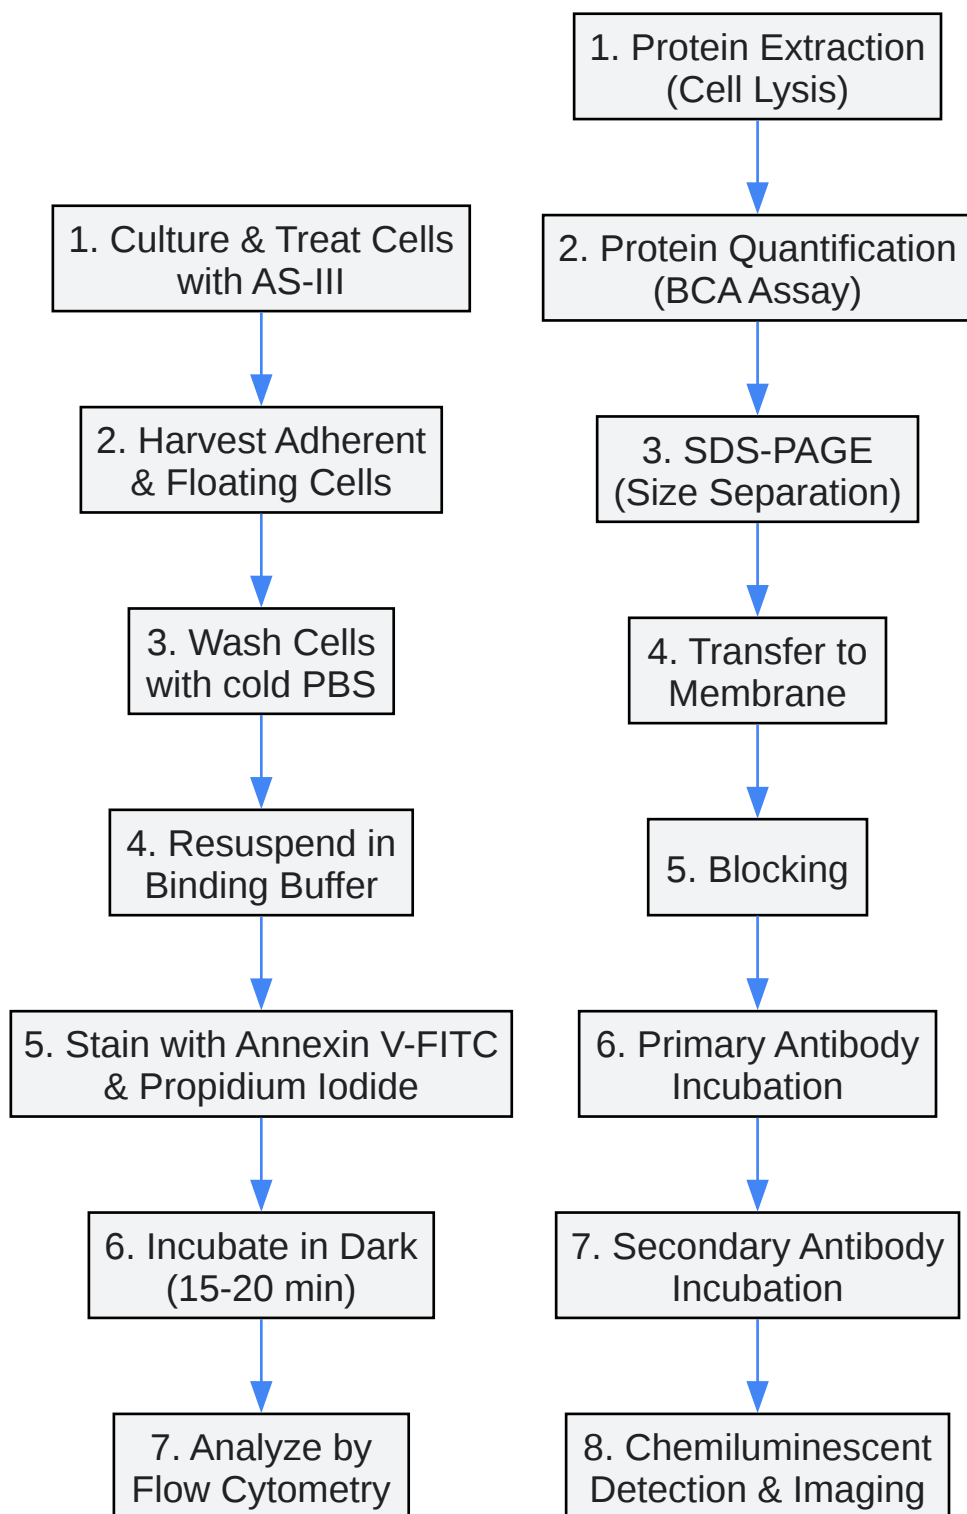 1. Culture & Treat Cells
with AS-III
2. Harvest Adherent
& Floating Cells
3. Wash Cells
with cold PBS
4. Resuspend in
Binding Buffer
5. Stain with Annexin V-FITC
& Propidium Iodide
6. Incubate in Dark
(15-20 min)
7. Analyze by
Flow Cytometry
1. Protein Extraction
(Cell Lysis)
2. Protein Quantification
(BCA Assay)
3. SDS-PAGE
(Size Separation)
4. Transfer to
Membrane
5. Blocking
6. Primary Antibody
Incubation
7. Secondary Antibody
Incubation
8. Chemiluminescent
Detection & Imaging